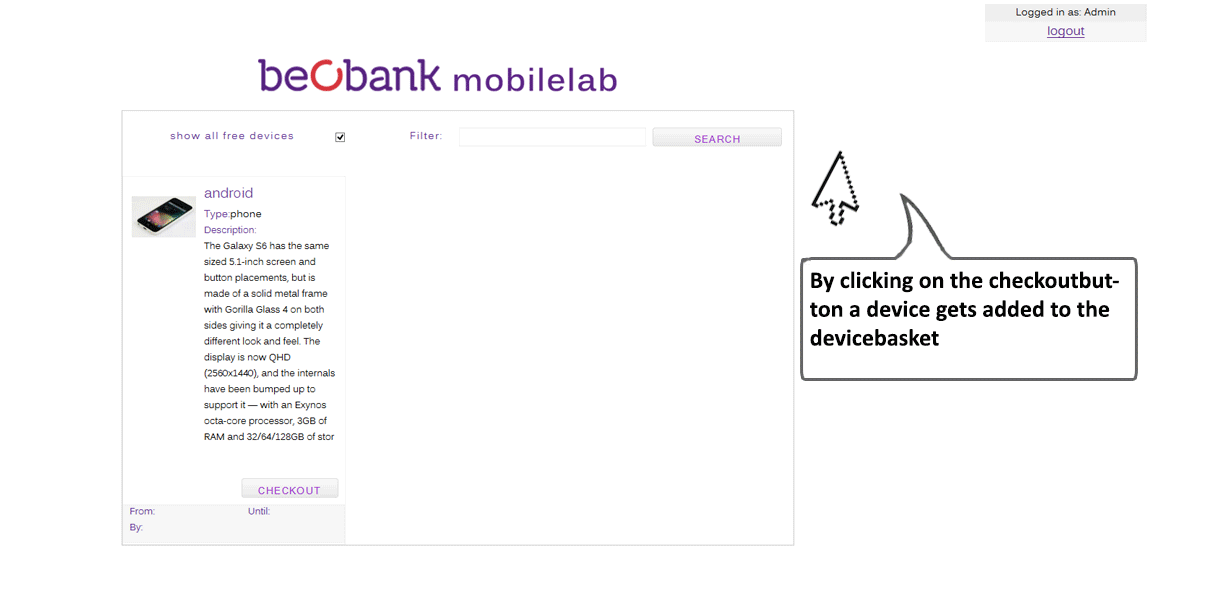 Logged in as: Admin
logout
beobank mobilelab
show all free devices
Filter:
SEARCH
android
Type:phone
Description:
The Galaxy S6 has the same
sized 5.1-inch screen and
button placements, but is
made of a solid metal frame
with Gorilla Glass 4 on both
sides giving it a completely
different look and feel. The
display is now QHD
(2560x1440), and the internals
have been bumped up to
support it — with an Exynos
octa-core processor, 3GB of
RAM and 32/64/128GB of stor
CHECKOUT
From:
Until:
By:
By clicking on the checkoutbut-
ton a device gets added to the
devicebasket